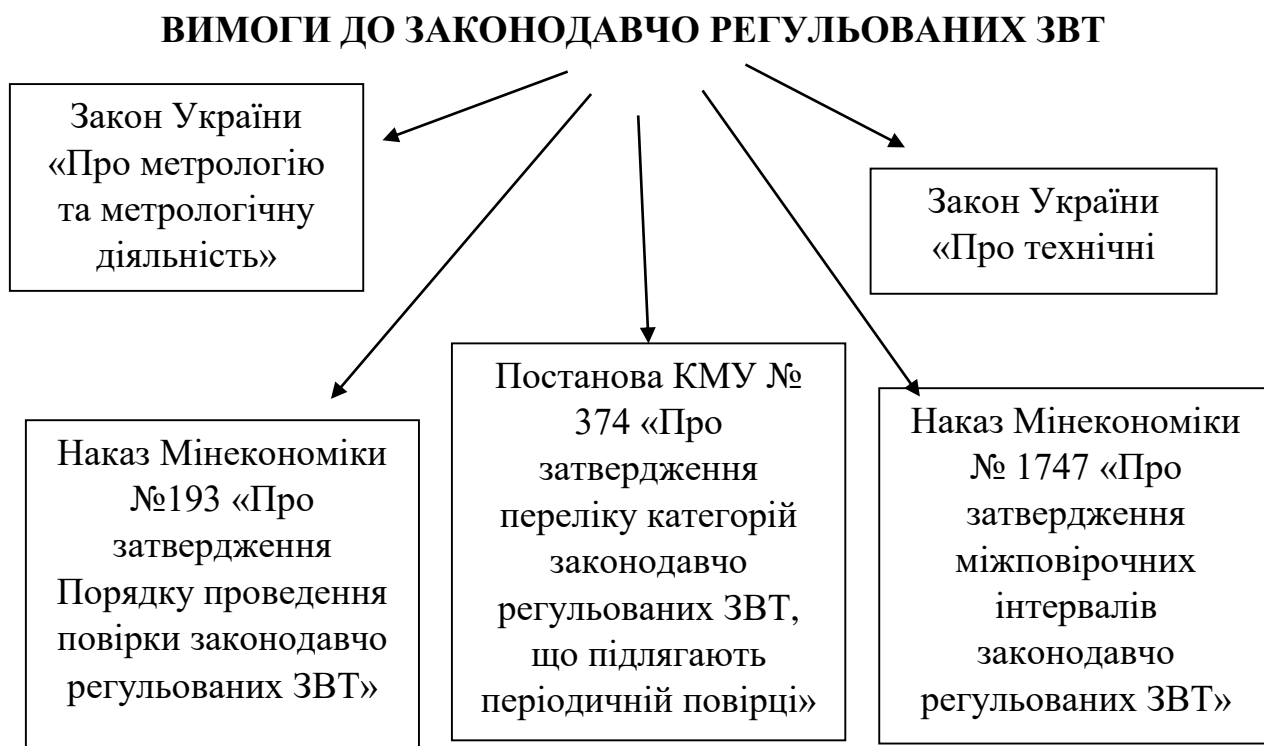 ВИМОГИ ДО ЗАКОНОДАВЧО РЕГУЛЬОВАНИХ ЗВТ
Закон України
«Про метрологію
та метрологічну
діяльність»
Закон України
«Про технічні
Наказ Мінекономіки
№193 «Про
затвердження
Порядку проведення
повірки законодавчо
регульованих ЗВТ»
Постанова КМУ №
374 «Про
затвердження
переліку категорій
законодавчо
регульованих ЗВТ,
що підлягають
періодичній повірці»
Наказ Мінекономіки
№ 1747 «Про
затвердження
міжповірочних
інтервалів
законодавчо
регульованих ЗВТ»